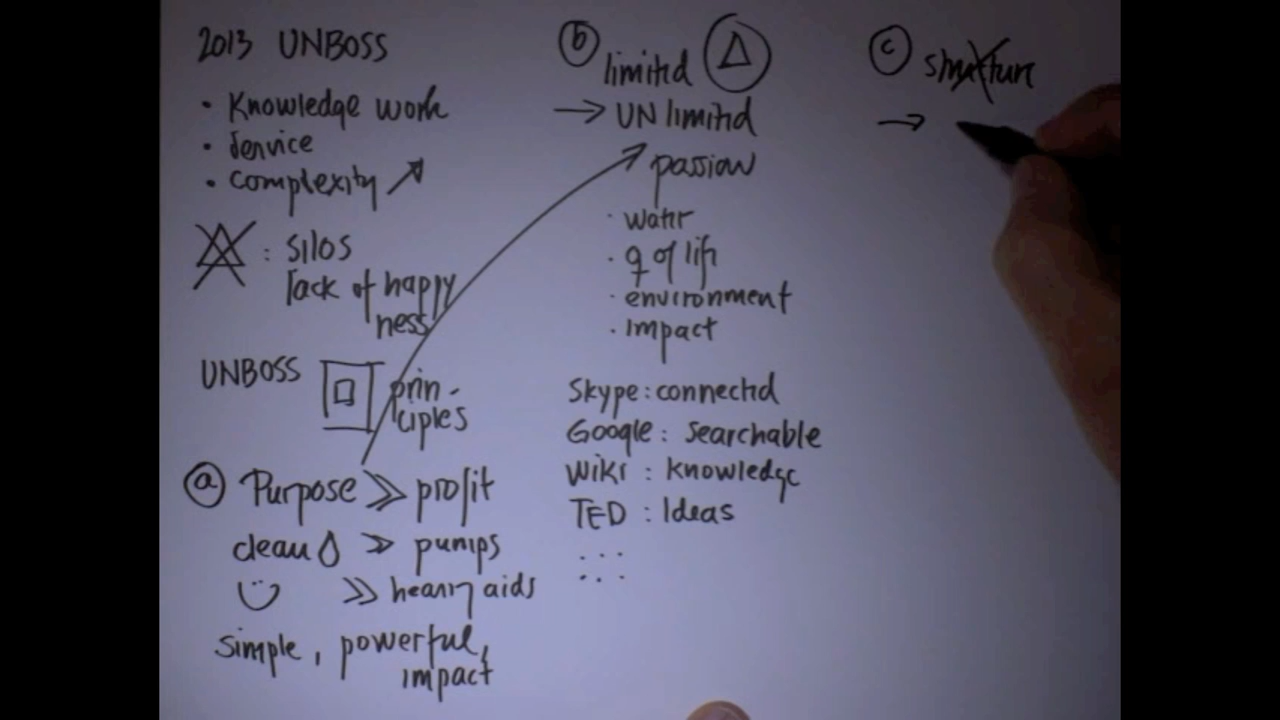 2013 UNBOSS
• Knowledge work
• service
• complexity
: SILOS
lack of happy
ness
UNBOSS
prin-
ciples
a Purpose >> profit
clean >> pumps
>> hearing aids
simple, powerful,
impact
b limited
→ UNlimited
passion
· water
· q of life
· environment
· impact
Skype: connected
Google: Searchable
Wiki: Knowledge
TED: Ideas
...
...
c structure
→